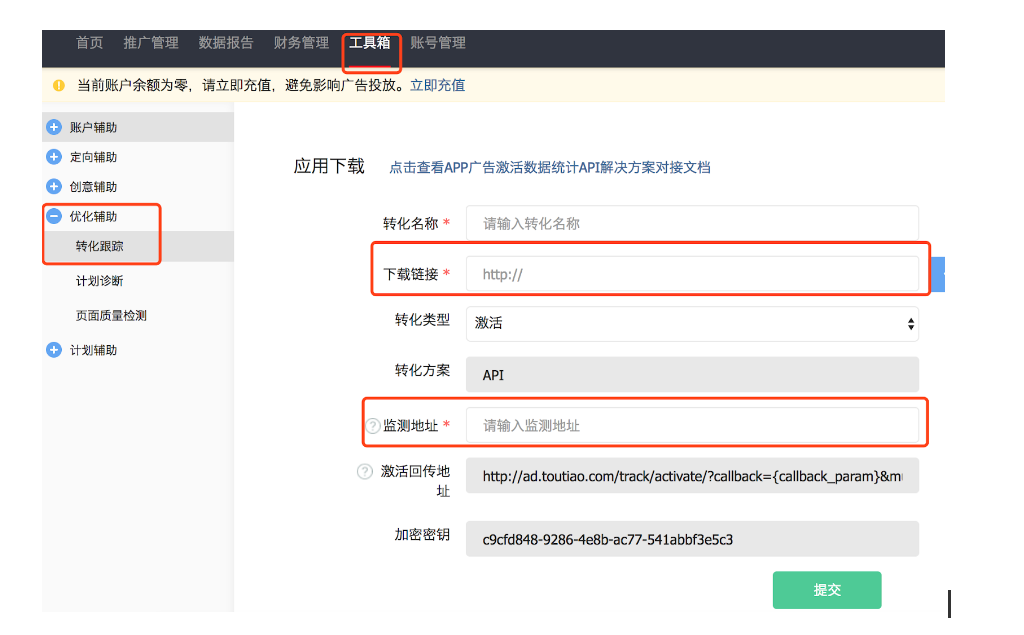 首页 推广管理 数据报告 财务管理 工具箱 账号管理
当前账户余额为零，请立即充值，避免影响广告投放。立即充值
账户辅助
定向辅助
创意辅助
优化辅助
转化跟踪
计划诊断
页面质量检测
计划辅助
应用下载 点击查看APP广告激活数据统计API解决方案对接文档
转化名称 * 请输入转化名称
下载链接 * http://
转化类型 激活
转化方案 API
? 监测地址 * 请输入监测地址
? 激活回传地
址 http://ad.toutiao.com/track/activate/?callback={callback_param}&m
加密密钥 c9cfd848-9286-4e8b-ac77-541abbf3e5c3
提交